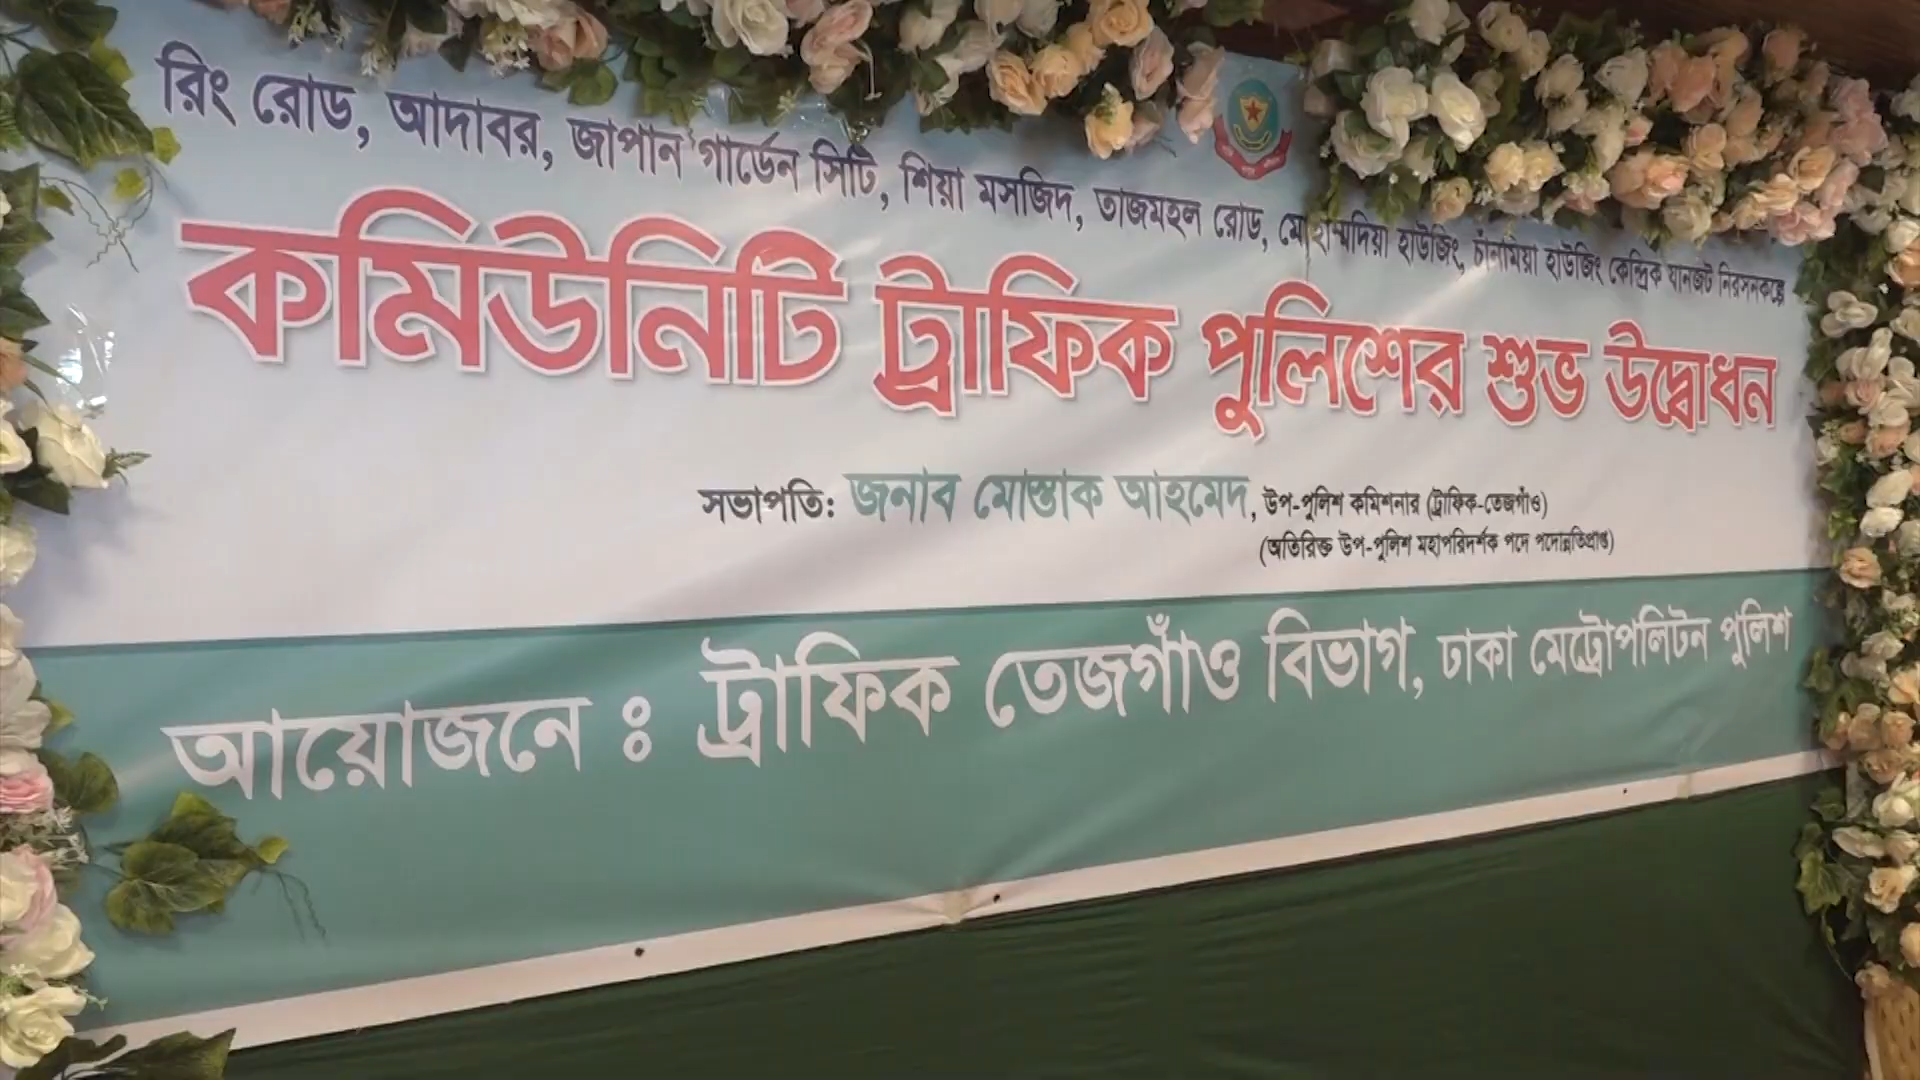 রিং রোড, আদাবর, জাপান গার্ডেন সিটি, শিয়া মসজিদ, তাজমহল রোড, মোহাম্মদিয়া হাউজিং, চাঁনমিয়া হাউজিং কেন্দ্রিক যানজট নিরসনকল্পে
কমিউনিটি ট্রাফিক পুলিশের শুভ উদ্বোধন
সভাপতি: জনাব মোস্তাক আহমেদ, উপ-পুলিশ কমিশনার (ট্রাফিক-তেজগাঁও)
(অতিরিক্ত উপ-পুলিশ মহাপরিদর্শক পদে পদোন্নতিপ্রাপ্ত)
আয়োজনে : ট্রাফিক তেজগাঁও বিভাগ, ঢাকা মেট্রোপলিটন পুলিশ